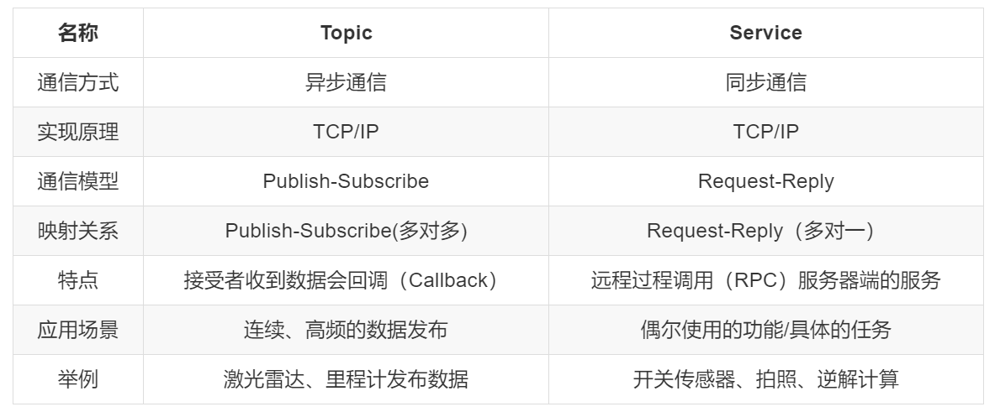 名称 Topic Service
通信方式 异步通信 同步通信
实现原理 TCP/IP TCP/IP
通信模型 Publish-Subscribe Request-Reply
映射关系 Publish-Subscribe(多对多) Request-Reply（多对一）
特点 接受者收到数据会回调（Callback） 远程过程调用（RPC）服务器端的服务
应用场景 连续、高频的数据发布 偶尔使用的功能/具体的任务
举例 激光雷达、里程计发布数据 开关传感器、拍照、逆解计算